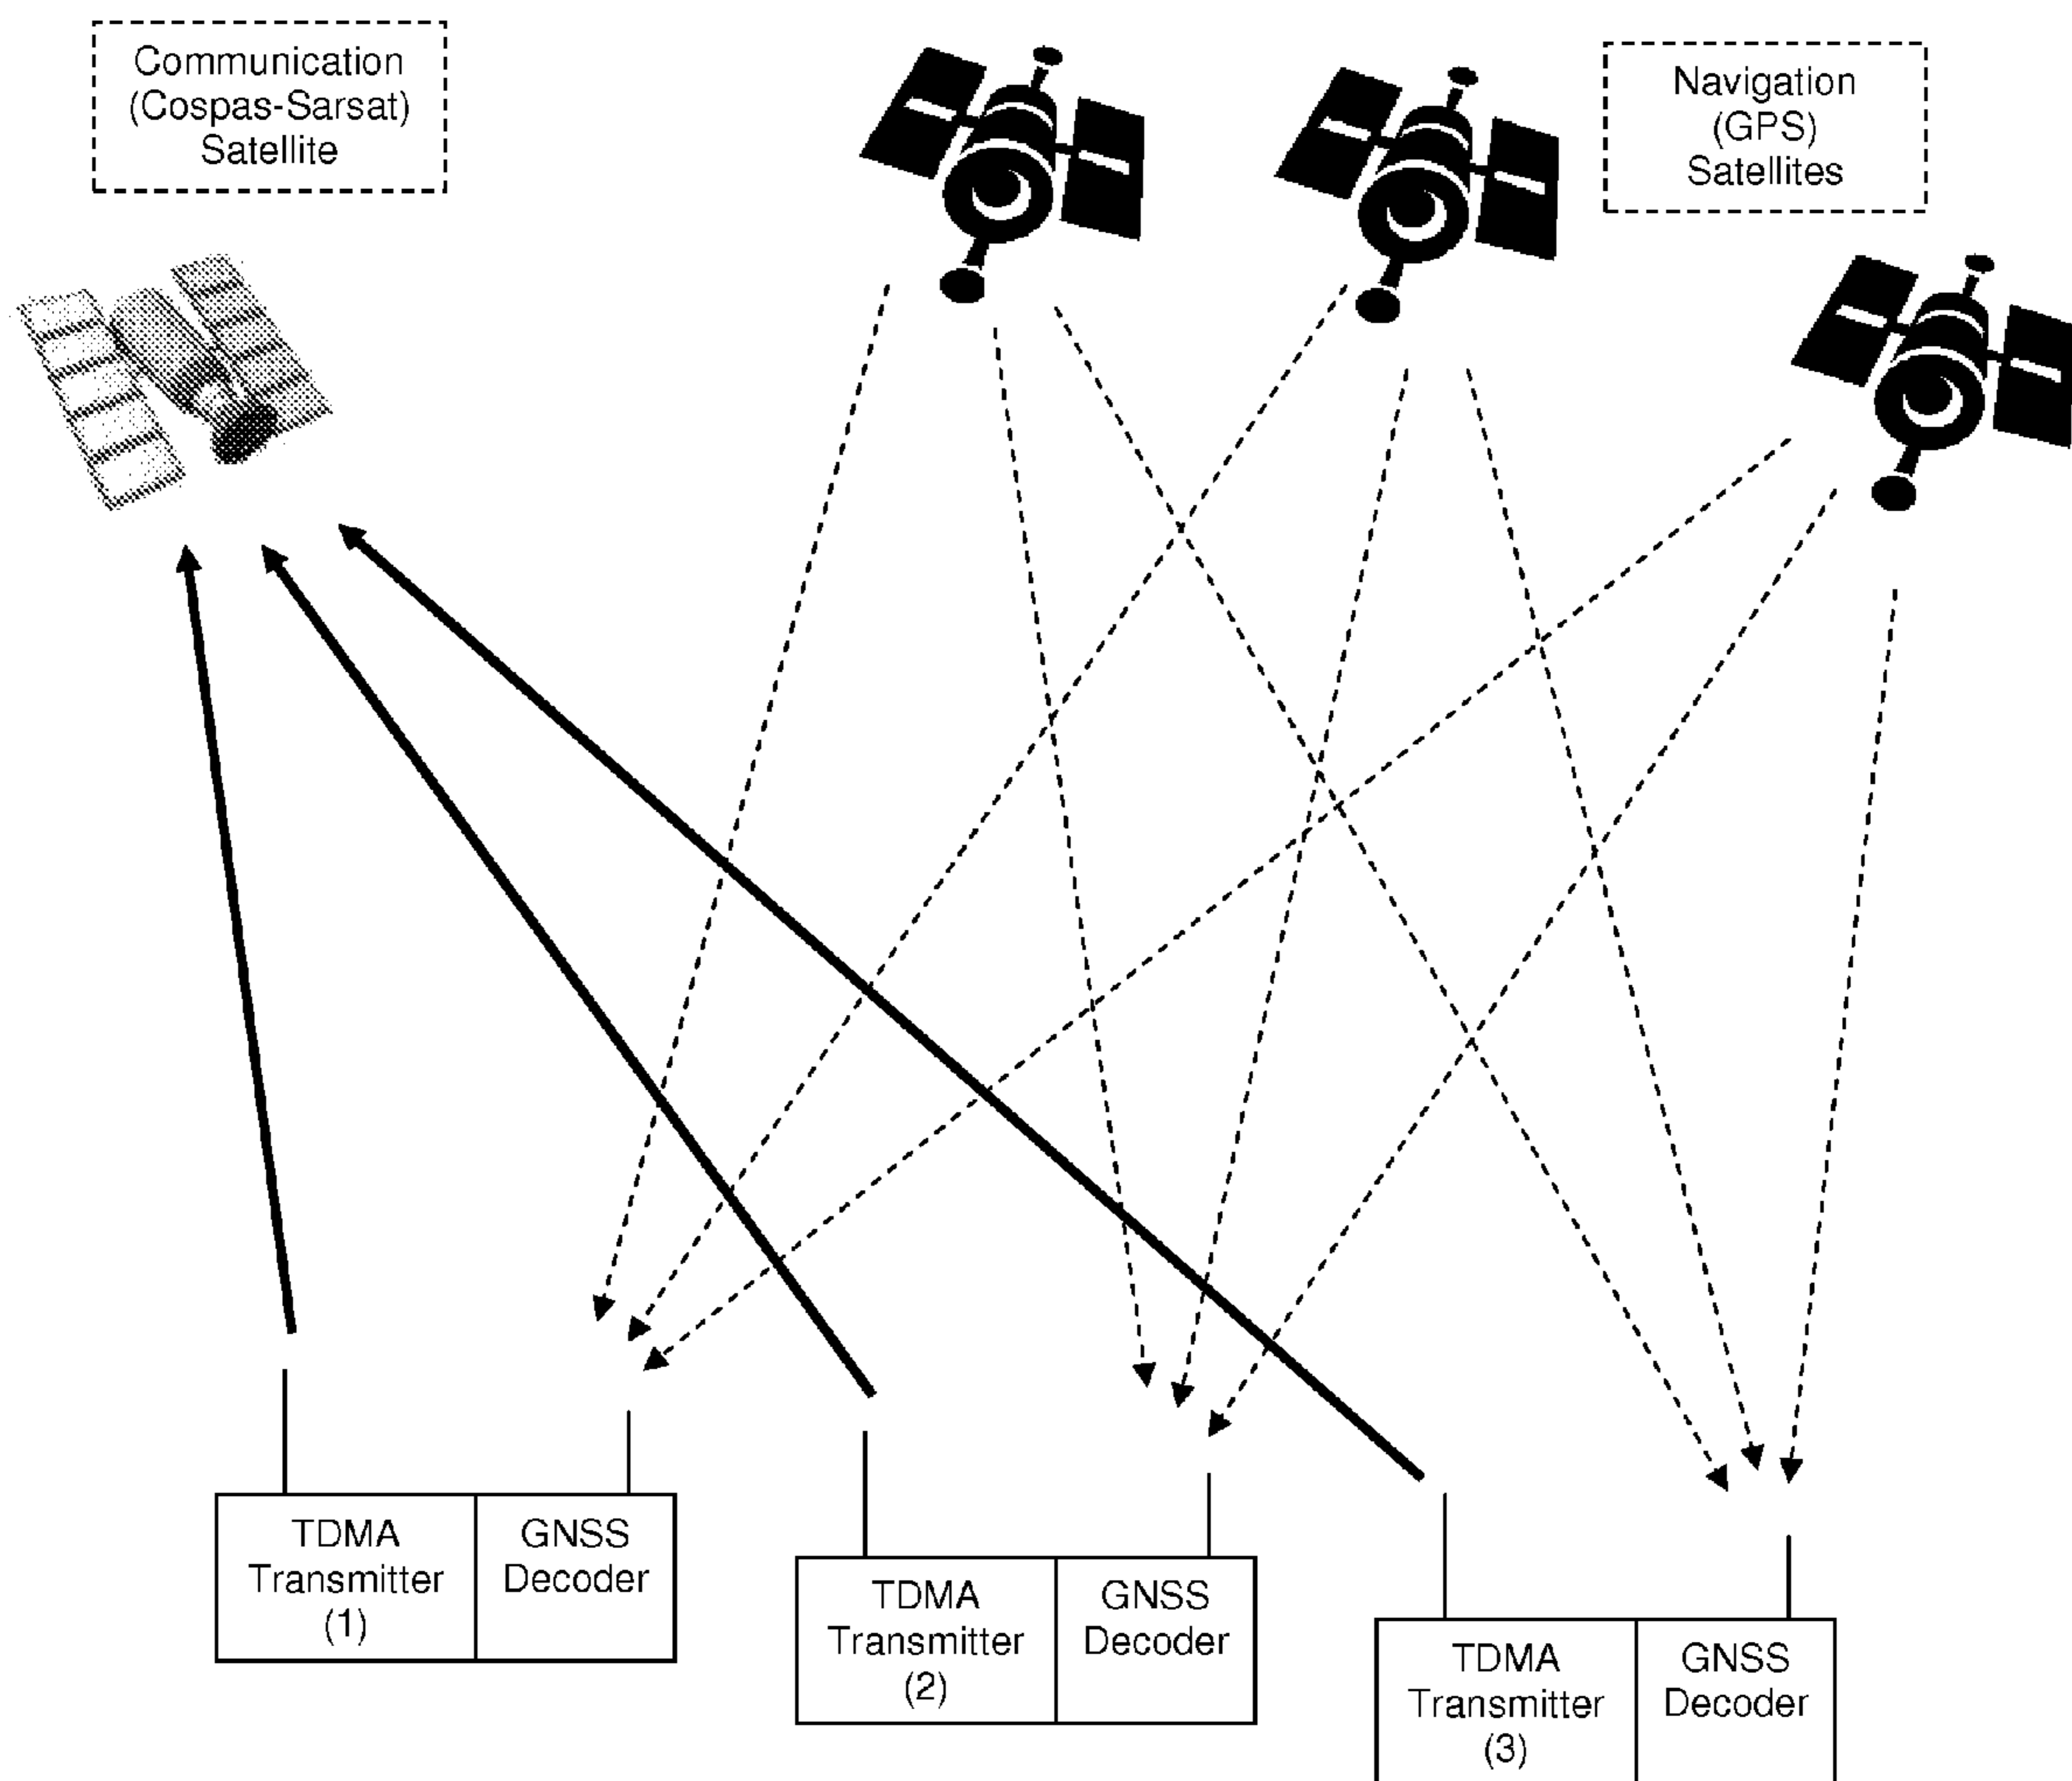 Communication
(Cospas-Sarsat)
Satellite
Navigation
(GPS)
Satellites
TDMA
Transmitter
(1)
GNSS
Decoder
TDMA
Transmitter
(2)
GNSS
Decoder
TDMA
Transmitter
(3)
GNSS
Decoder